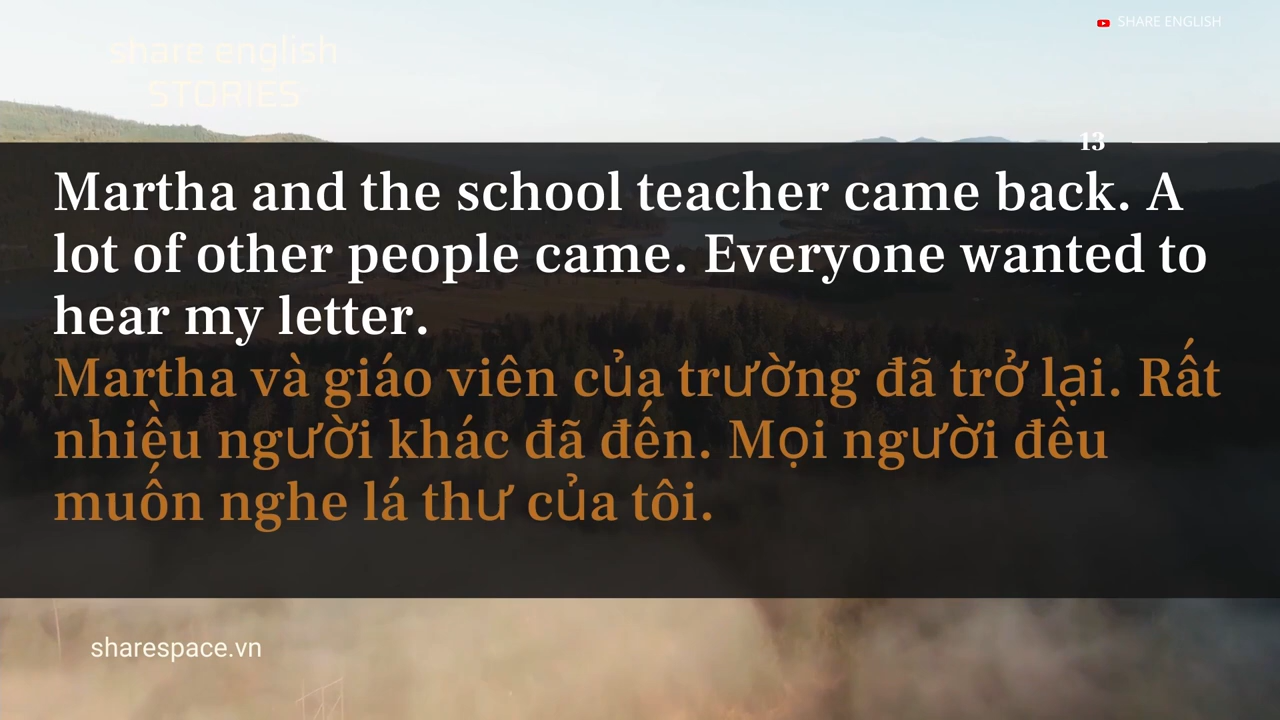 SHARE ENGLISH
share english
STORIES
13
Martha and the school teacher came back. A
lot of other people came. Everyone wanted to
hear my letter.
Martha và giáo viên của trường đã trở lại. Rất
nhiều người khác đã đến. Mọi người đều
muốn nghe lá thư của tôi.
sharespace.vn